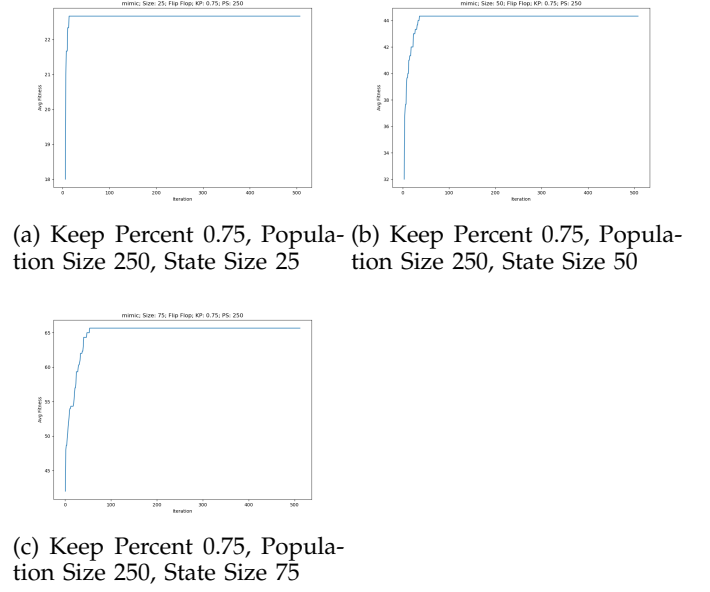 mimic; Size: 25; Flip Flop; KP: 0.75; PS: 250
22
21
20
19
18
Avg Fitness
0 100 200 300 400 500
Iteration
(a) Keep Percent 0.75, Popula-
tion Size 250, State Size 25
mimic; Size: 50; Flip Flop; KP: 0.75; PS: 250
44
42
40
38
36
34
32
Avg Fitness
0 100 200 300 400 500
Iteration
(b) Keep Percent 0.75, Popula-
tion Size 250, State Size 50
mimic; Size: 75; Flip Flop; KP: 0.75; PS: 250
65
60
55
50
45
Avg Fitness
0 100 200 300 400 500
Iteration
(c) Keep Percent 0.75, Popula-
tion Size 250, State Size 75